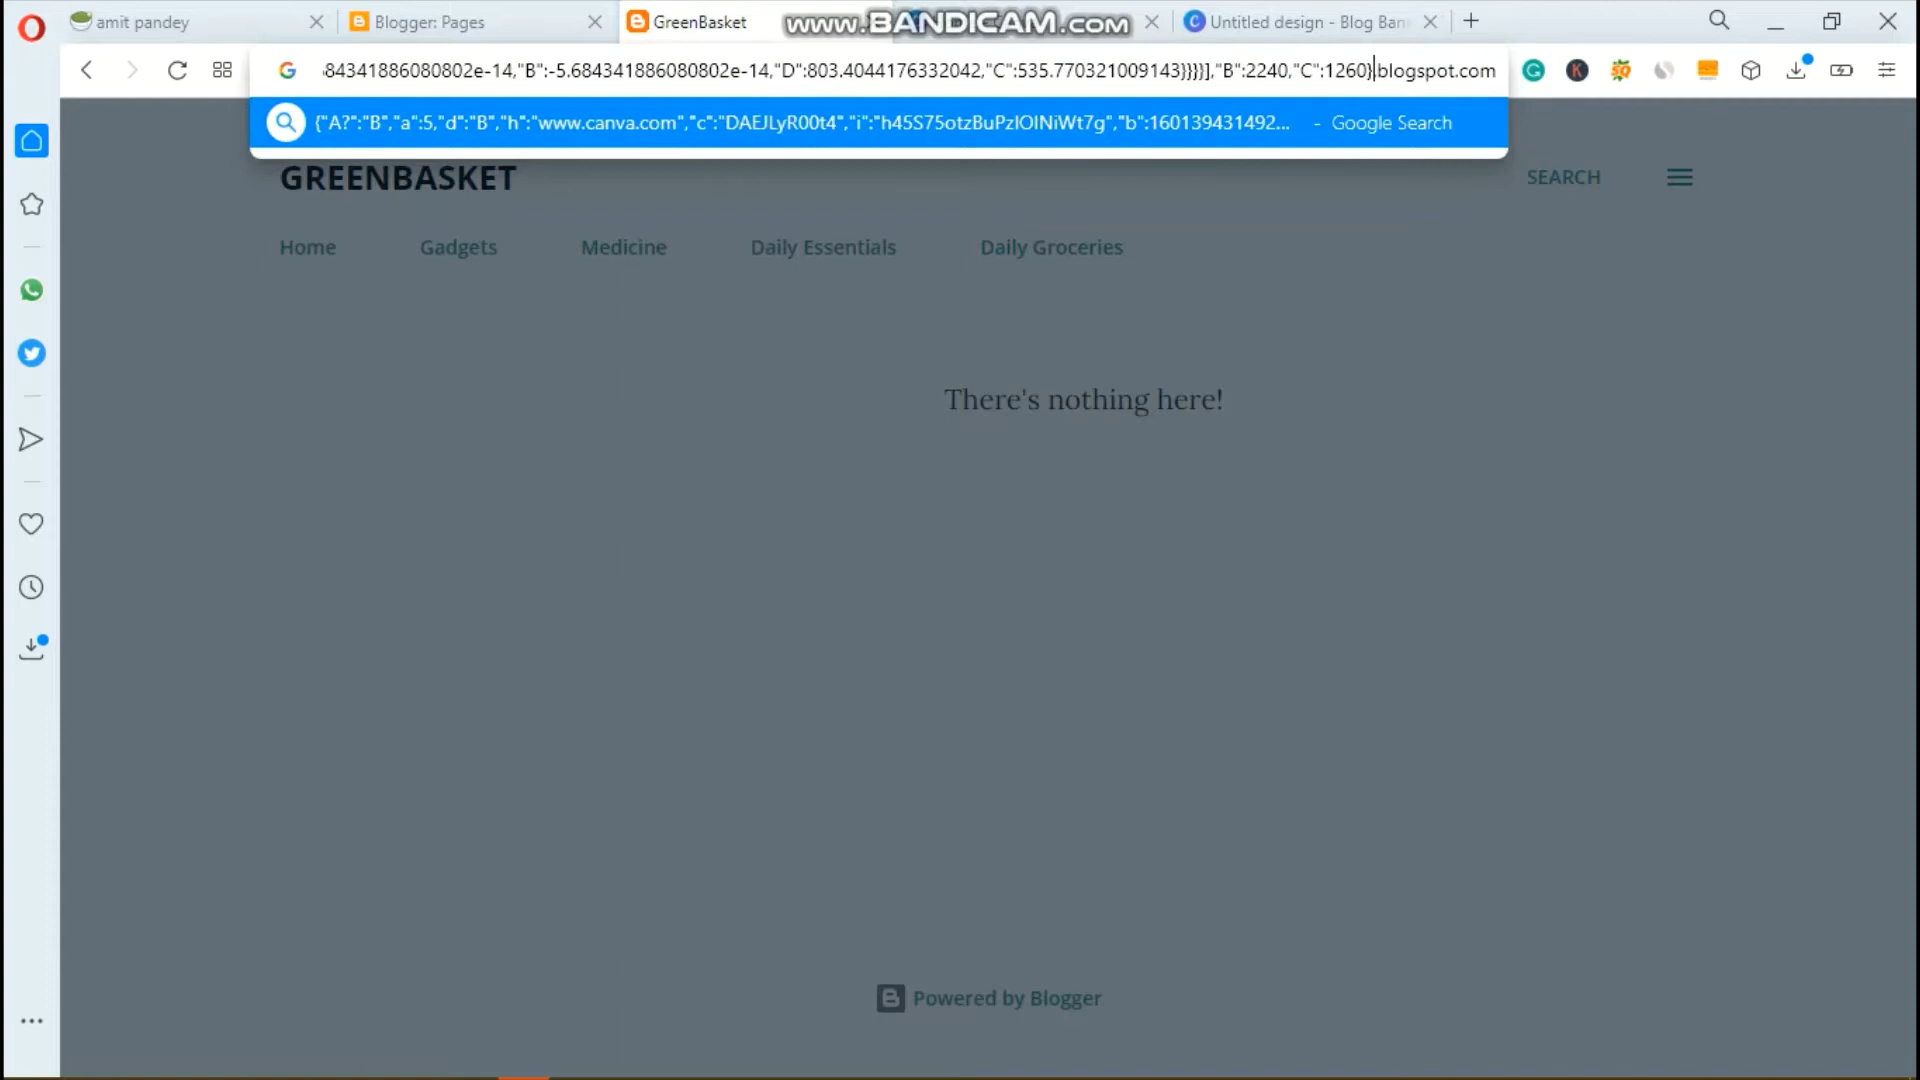 amit pandey
Blogger: Pages
GreenBasket
www.BANDICAM.com
Untitled design - Blog Ban
84341886080802e-14,"B":-5.684341886080802e-14,"D":803.4044176332042,"C":535.770321009143}}}}],"B":2240,"C":1260}.blogspot.com
{"A?":"B","a":5,"d":"B","h":"www.canva.com","c":"DAEJLyR00t4","i":"h45S75otzBuPzIOINiWt7g","b":160139431492... - Google Search
GREENBASKET
SEARCH
Home
Gadgets
Medicine
Daily Essentials
Daily Groceries
There's nothing here!
Powered by Blogger